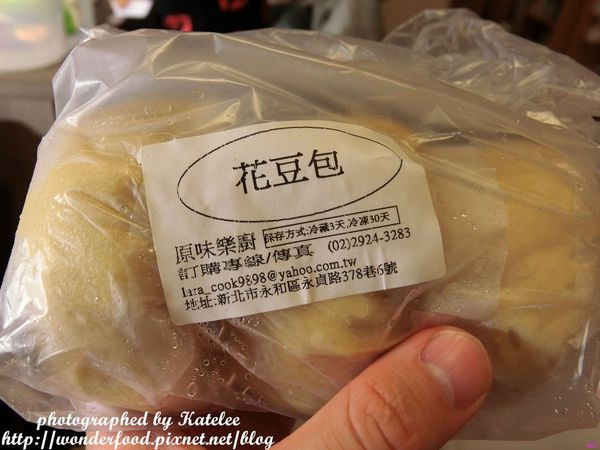 花豆包
原味樂廚 保存方式:冷藏3天,冷凍30天
訂購專線/傳真 (02)2924-3283
lara_cook9898@yahoo.com.tw
地址:新北市永和區永貞路378巷6號
photographed by Katelee
http://wonderfood.pixnet.net/blog